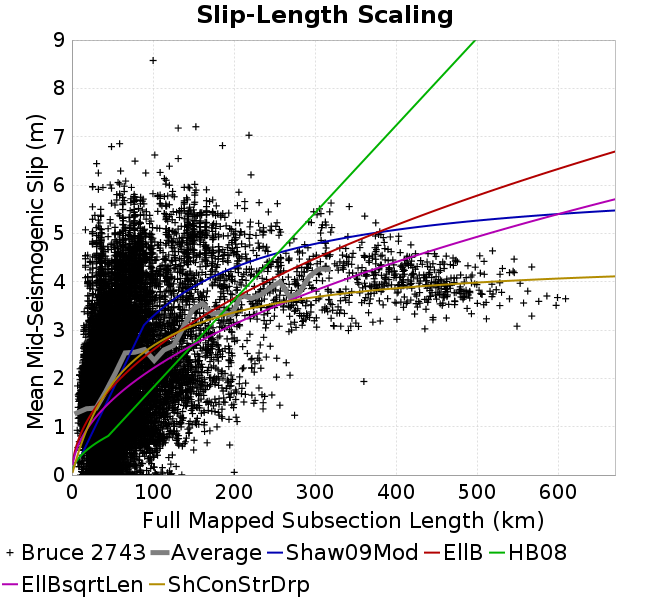 Slip-Length Scaling
Mean Mid-Seismogenic Slip (m)
9
8
7
6
5
4
3
2
1
0
0 100 200 300 400 500 600
Full Mapped Subsection Length (km)
Bruce 2743 Average Shaw09Mod EllB HB08
EllBsqrtLen ShConStrDrp